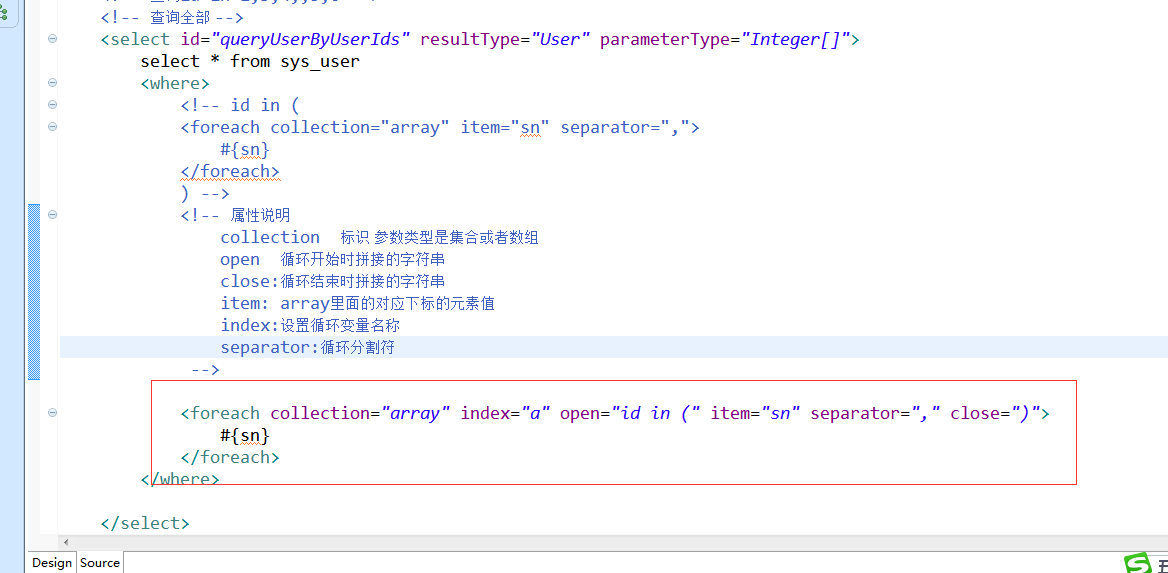 <!-- 查询全部 -->
<select id="queryUserByUserIds" resultType="User" parameterType="Integer[]">
select * from sys_user
<where>
<!-- id in (
<foreach collection="array" item="sn" separator=",">
#{sn}
</foreach>
) -->
<!-- 属性说明
collection 标识 参数类型是集合或者数组
open 循环开始时拼接的字符串
close:循环结束时拼接的字符串
item: array里面的对应下标的元素值
index:设置循环变量名称
separator:循环分割符
-->
<foreach collection="array" index="a" open="id in (" item="sn" separator="," close=")">
#{sn}
</foreach>
</where>
</select>
Design Source